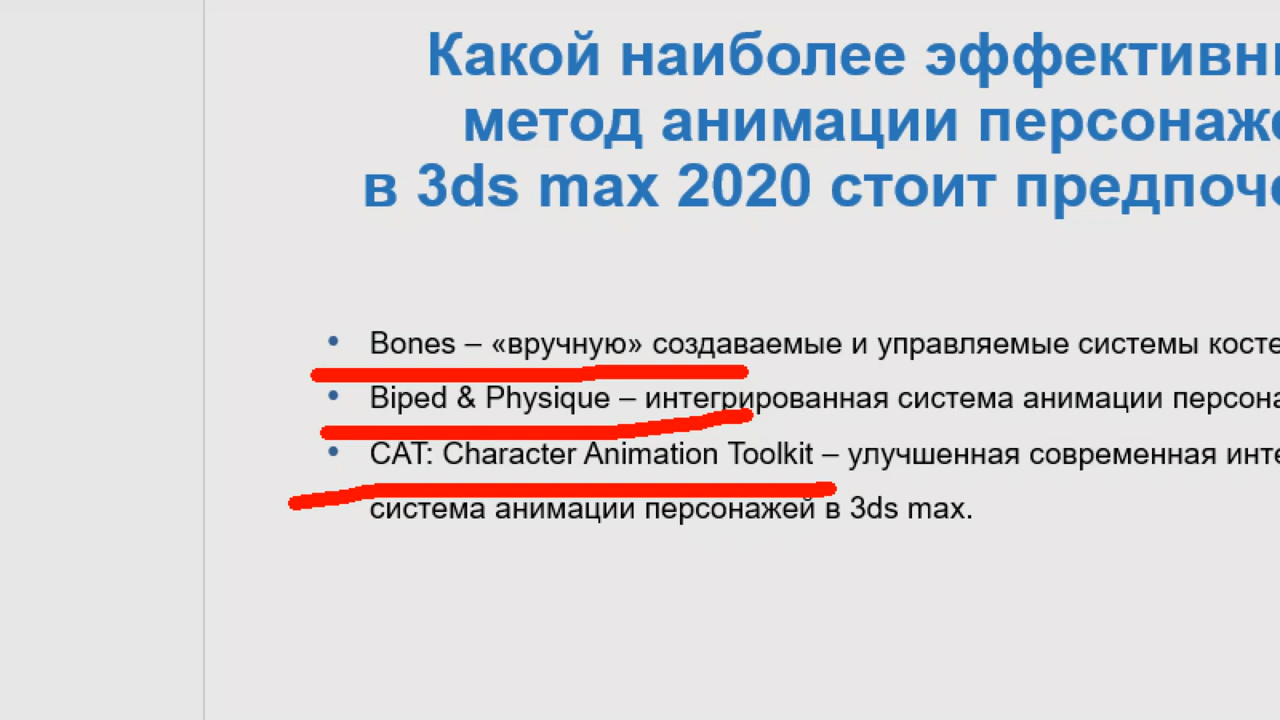 Какой наиболее эффективн
метод анимации персонаж
в 3ds max 2020 стоит предпоч
• Bones – «вручную» создаваемые и управляемые системы косте
• Biped & Physique – интегрированная система анимации персона
• CAT: Character Animation Toolkit – улучшенная современная инте
система анимации персонажей в 3ds max.